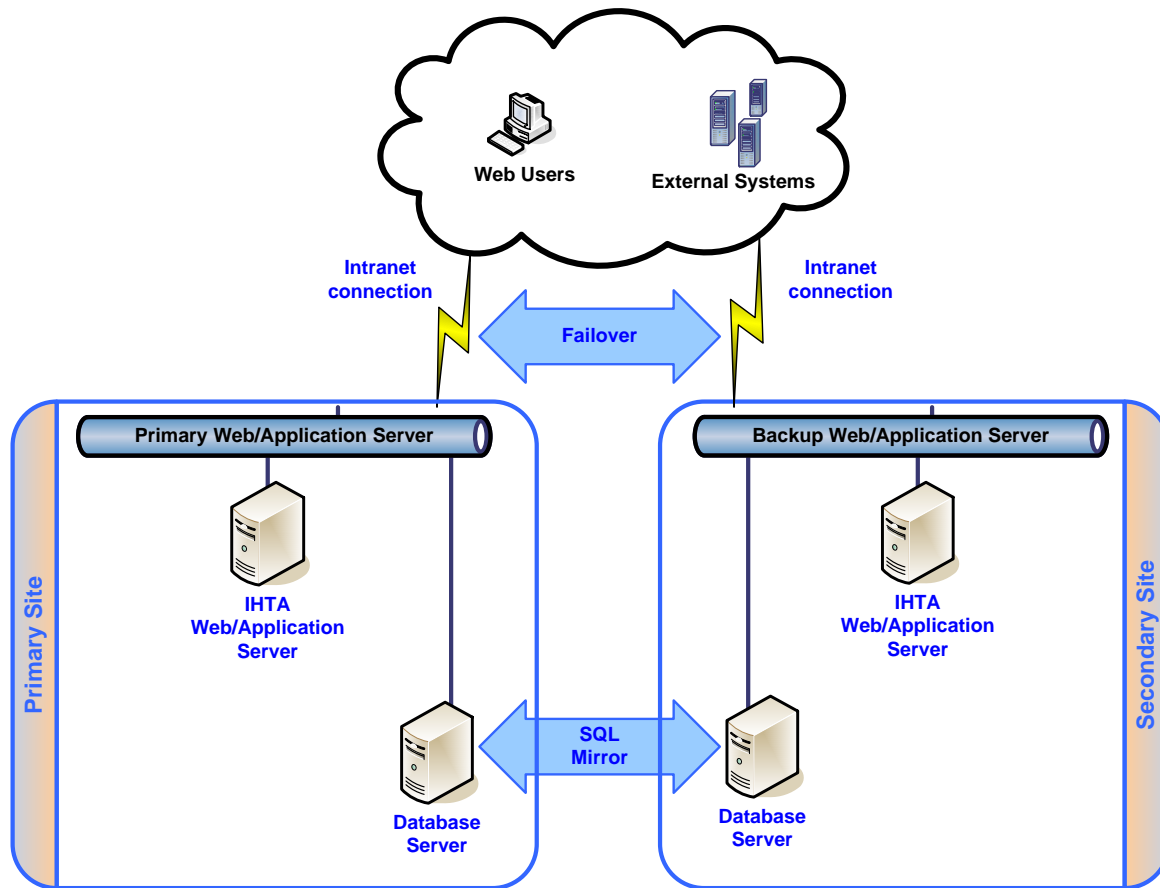 Web Users
External Systems
Intranet
connection
Intranet
connection
Failover
Primary Web/Application Server
Backup Web/Application Server
IHTA
Web/Application
Server
IHTA
Web/Application
Server
Primary Site
Secondary Site
SQL
Mirror
Database
Server
Database
Server